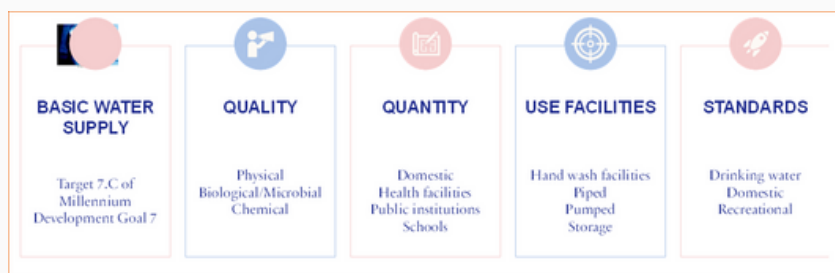 BASIC WATER
SUPPLY
Target 7.C of
Millennium
Development Goal 7
QUALITY
Physical
Biological/Microbial
Chemical
QUANTITY
Domestic
Health facilities
Public institutions
Schools
USE FACILITIES
Hand wash facilities
Piped
Pumped
Storage
STANDARDS
Drinking water
Domestic
Recreational